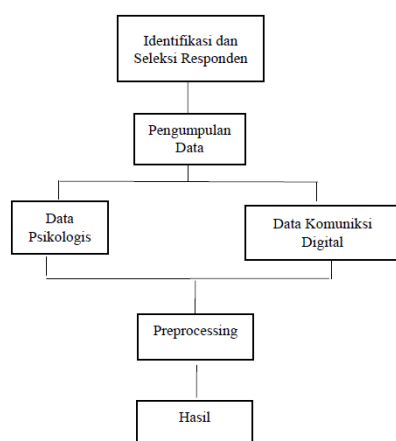 Identifikasi dan
Seleksi Responden
Pengumpulan
Data
Data
Psikologis
Data Komuniksi
Digital
Preprocessing
Hasil